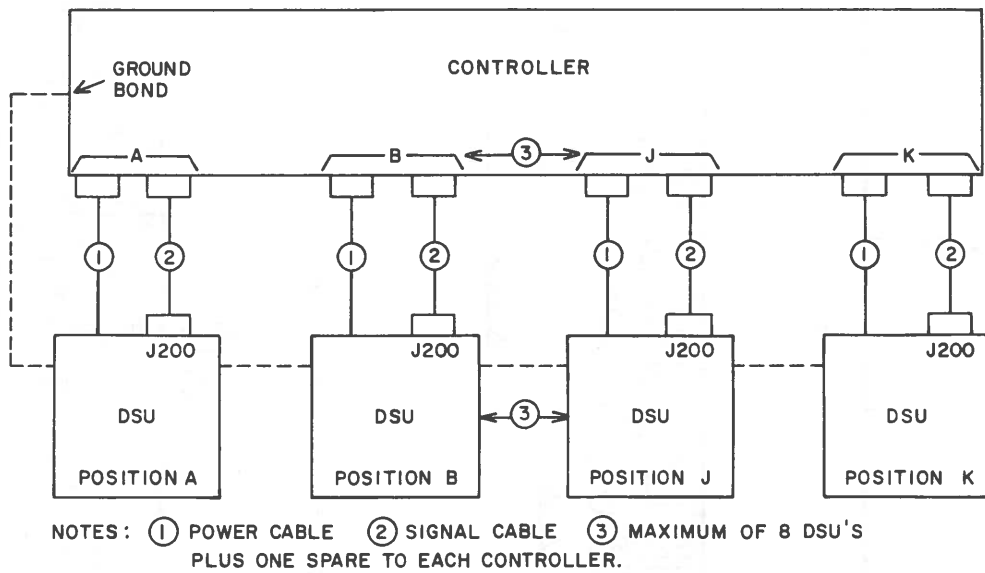 GROUND
BOND
CONTROLLER
A
B
3
J
K
1
2
1
2
1
2
1
2
J200
J200
J200
J200
DSU
DSU
3
DSU
DSU
POSITION A
POSITION B
POSITION J
POSITION K
NOTES: 1 POWER CABLE 2 SIGNAL CABLE 3 MAXIMUM OF 8 DSU'S
PLUS ONE SPARE TO EACH CONTROLLER.